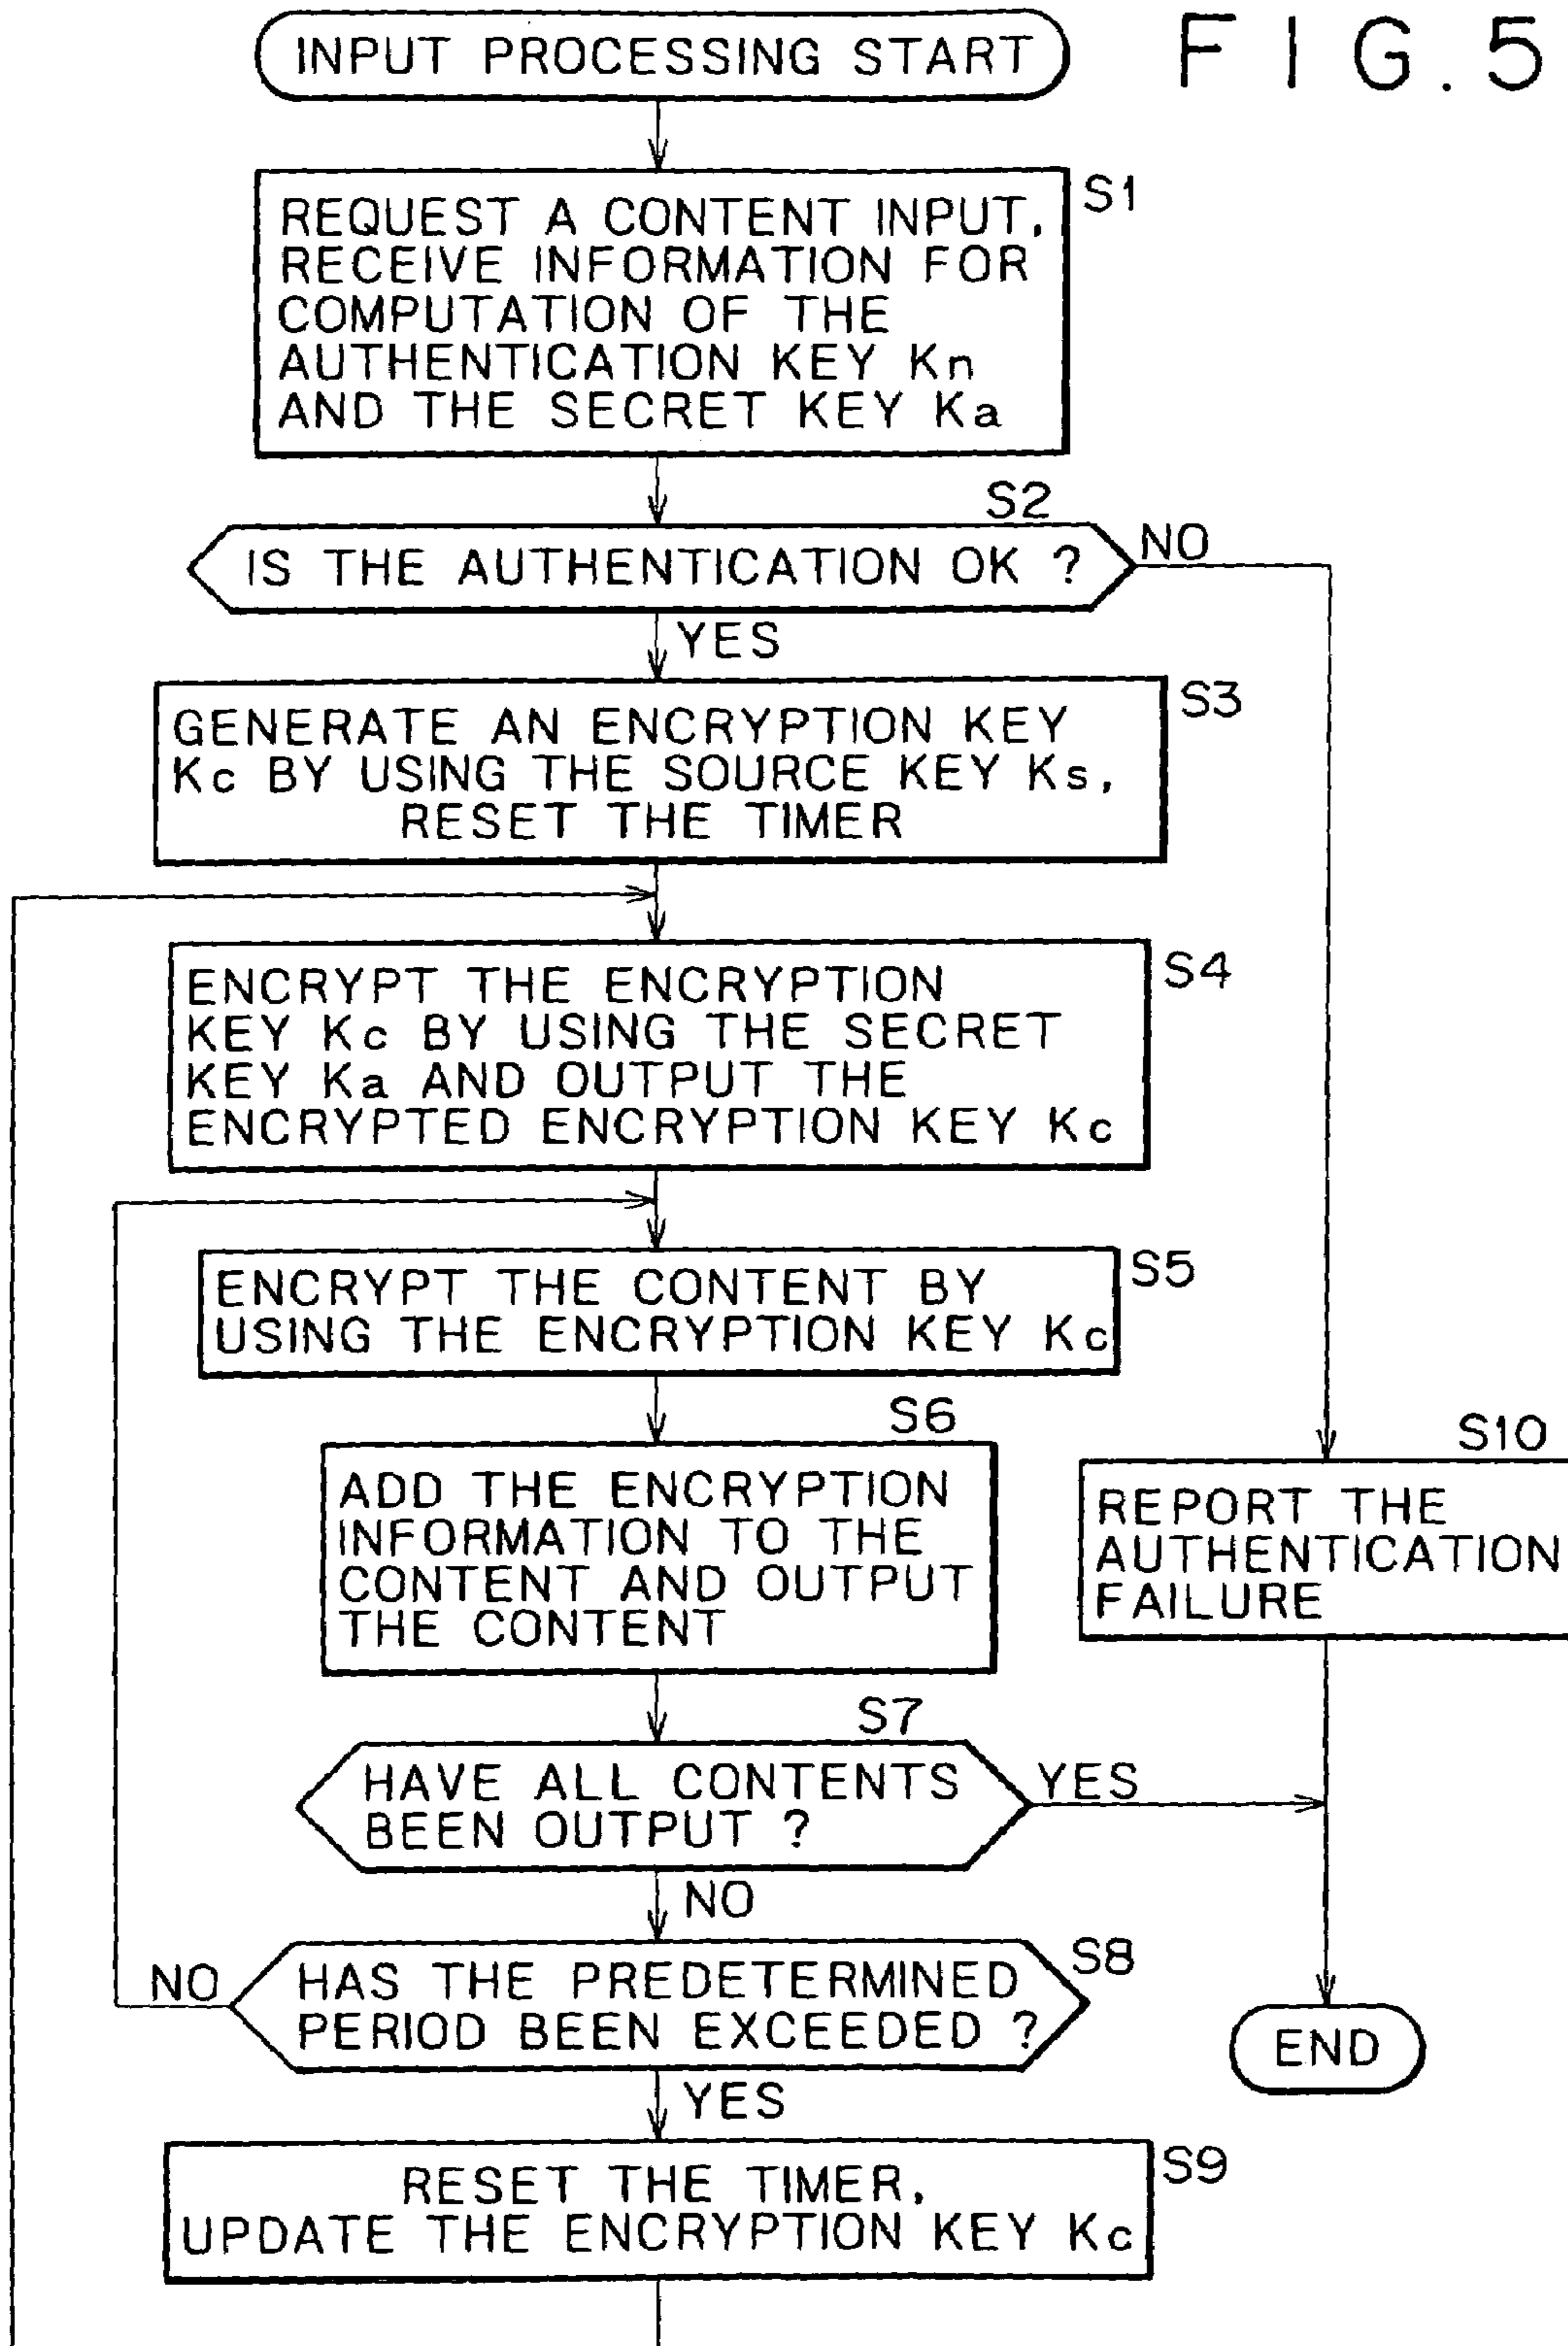 INPUT PROCESSING START
FIG.5
S1
REQUEST A CONTENT INPUT,
RECEIVE INFORMATION FOR
COMPUTATION OF THE
AUTHENTICATION KEY Kn
AND THE SECRET KEY Ka
S2
IS THE AUTHENTICATION OK ?
NO
YES
S3
GENERATE AN ENCRYPTION KEY
Kc BY USING THE SOURCE KEY Ks,
RESET THE TIMER
S4
ENCRYPT THE ENCRYPTION
KEY Kc BY USING THE SECRET
KEY Ka AND OUTPUT THE
ENCRYPTED ENCRYPTION KEY Kc
S5
ENCRYPT THE CONTENT BY
USING THE ENCRYPTION KEY Kc
S6
ADD THE ENCRYPTION
INFORMATION TO THE
CONTENT AND OUTPUT
THE CONTENT
S10
REPORT THE
AUTHENTICATION
FAILURE
S7
HAVE ALL CONTENTS
BEEN OUTPUT ?
YES
NO
S8
HAS THE PREDETERMINED
PERIOD BEEN EXCEEDED ?
NO
YES
END
S9
RESET THE TIMER,
UPDATE THE ENCRYPTION KEY Kc